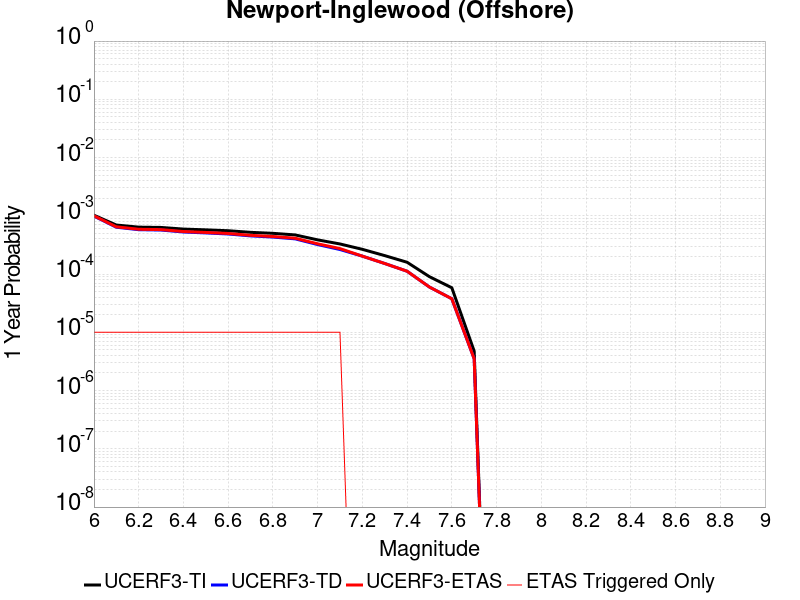 Newport-Inglewood (Offshore)
10^0
10^-1
10^-2
10^-3
10^-4
10^-5
10^-6
10^-7
10^-8
1 Year Probability
6 6.2 6.4 6.6 6.8 7 7.2 7.4 7.6 7.8 8 8.2 8.4 8.6 8.8 9
Magnitude
UCERF3-TI UCERF3-TD UCERF3-ETAS ETAS Triggered Only